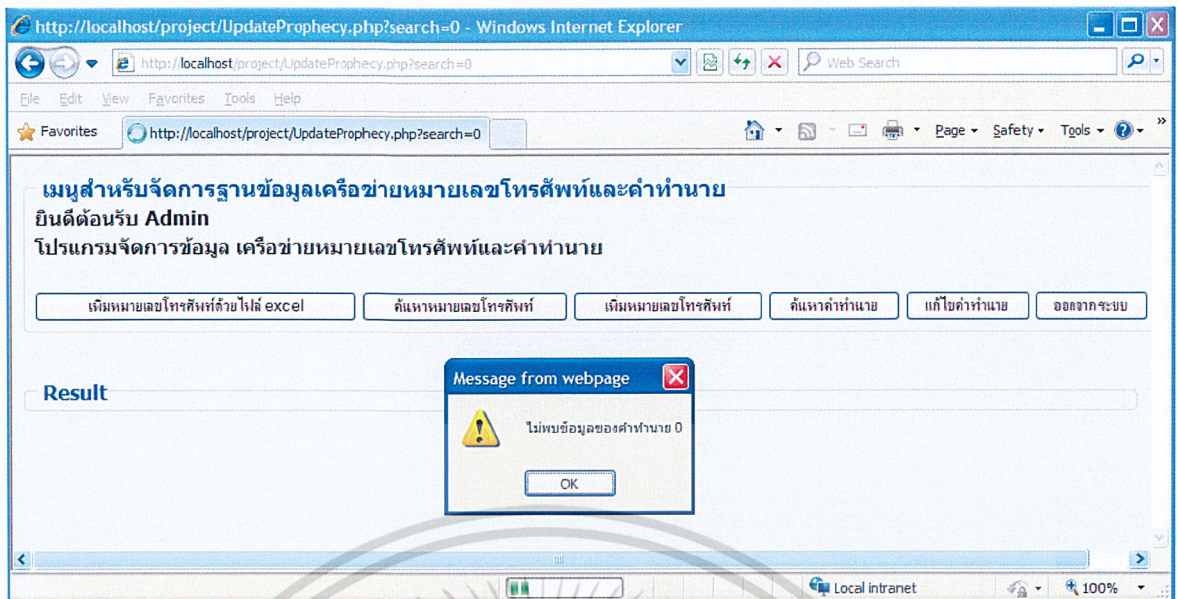 http://localhost/project/UpdateProphecy.php?search=0 - Windows Internet Explorer
http://localhost/project/UpdateProphecy.php?search=0
Web Search
File Edit View Favorites Tools Help
Favorites
http://localhost/project/UpdateProphecy.php?search=0
Page Safety Tools
เมนูสำหรับจัดการฐานข้อมูลเครือข่ายหมายเลขโทรศัพท์และคำทำนาย
ยินดีต้อนรับ Admin
โปรแกรมจัดการข้อมูล เครือข่ายหมายเลขโทรศัพท์และคำทำนาย
เพิ่มหมายเลขโทรศัพท์ด้วยไฟล์ excel
ค้นหาหมายเลขโทรศัพท์
เพิ่มหมายเลขโทรศัพท์
ค้นหาคำทำนาย
แก้ไขคำทำนาย
ออกจากระบบ
Result
Message from webpage
ไม่พบข้อมูลของคำทำนาย 0
OK
Local intranet
100%